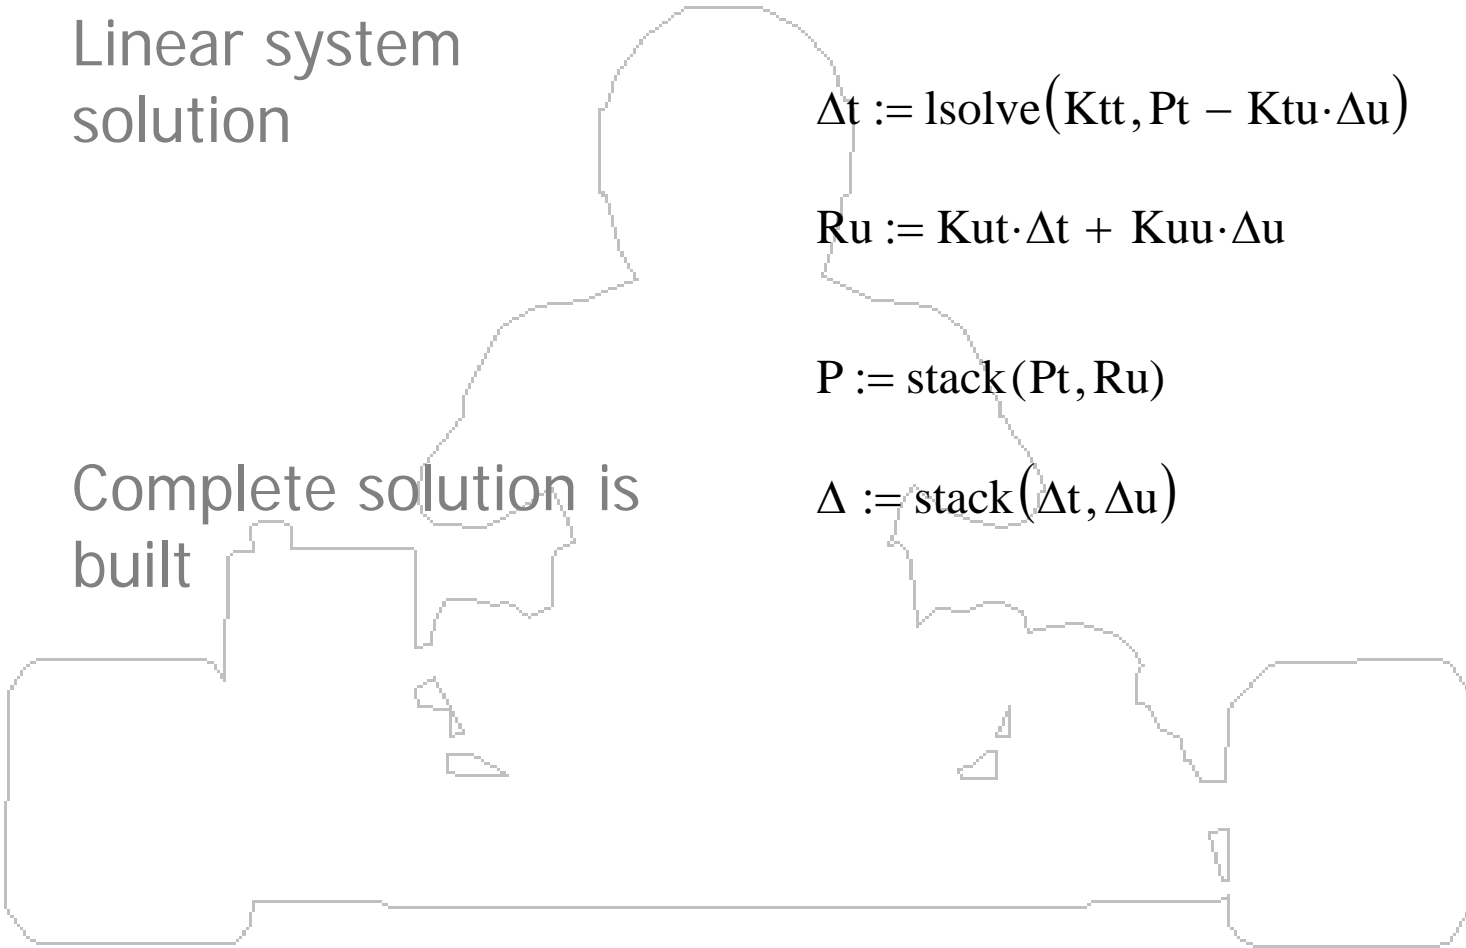 Linear system
solution
Δt := lsolve(Ktt, Pt − Ktu·Δu)
Ru := Kut·Δt + Kuu·Δu
P := stack(Pt, Ru)
Complete solution is
built
Δ := stack(Δt, Δu)